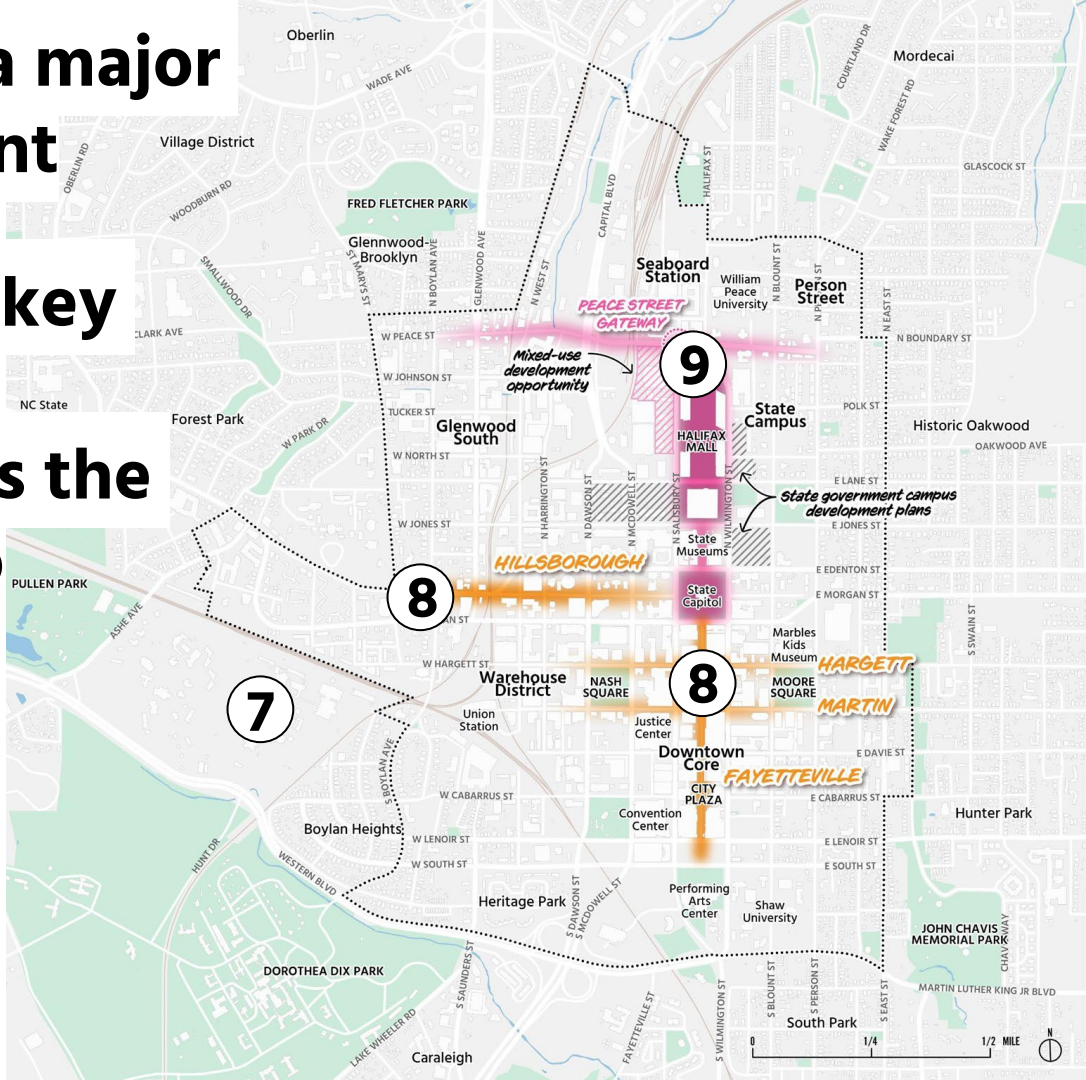 a major
nt
key
s the
Oberlin
Mordecai
COURTLAND DR
WADE AVE
WAKE FOREST RD
Village District
OBERLIN RD
HALIFAX ST
GLASCOCK ST
WOODBURN RD
CAPITAL BLVD
FRED FLETCHER PARK
Glennwood-
Brooklyn
ST MARYS ST
N BOYLAN AVE
GLENWOOD AVE
N WEST ST
Seaboard
Station
William
Peace
University
N BLOUNT ST
Person
Street
SMALLWOOD DR
N EAST ST
PEACE STREET
GATEWAY
CLARK AVE
W PEACE ST
N BOUNDARY ST
Mixed-use
development
opportunity
9
W JOHNSON ST
NC State
Forest Park
W PARK DR
TUCKER ST
Glenwood
South
State
Campus
POLK ST
Historic Oakwood
HALIFAX
MALL
OAKWOOD AVE
W NORTH ST
N HARRINGTON ST
N DAWSON ST
N MCDOWELL ST
N SALISBURY ST
N WILMINGTON ST
E LANE ST
State government campus
development plans
W JONES ST
E JONES ST
State
Museums
HILLSBOROUGH
E EDENTON ST
PULLEN PARK
8
State
Capitol
E MORGAN ST
AN ST
ASHE AVE
S SWAIN ST
Marbles
Kids
Museum
W HARGETT ST
HARGETT
Warehouse
District
NASH
SQUARE
8
MOORE
SQUARE
MARTIN
7
Union
Station
Justice
Center
Downtown
Core
E DAVIE ST
S BOYLAN AVE
FAYETTEVILLE
W CABARRUS ST
CITY
PLAZA
E CABARRUS ST
Convention
Center
Hunter Park
Boylan Heights
W LENOIR ST
E LENOIR ST
HUNT DR
WESTERN BLVD
W SOUTH ST
E SOUTH ST
Heritage Park
S DAWSON ST
S MCDOWELL ST
Performing
Arts
Center
Shaw
University
JOHN CHAVIS
MEMORIAL PARK
DOROTHEA DIX PARK
S SAUNDERS ST
MARTIN LUTHER KING JR BLVD
S BLOUNT ST
S PERSON ST
S EAST ST
LAKE WHEELER RD
FAYETTEVILLE ST
S WILMINGTON ST
South Park
Caraleigh
0 1/4 1/2 MILE
N